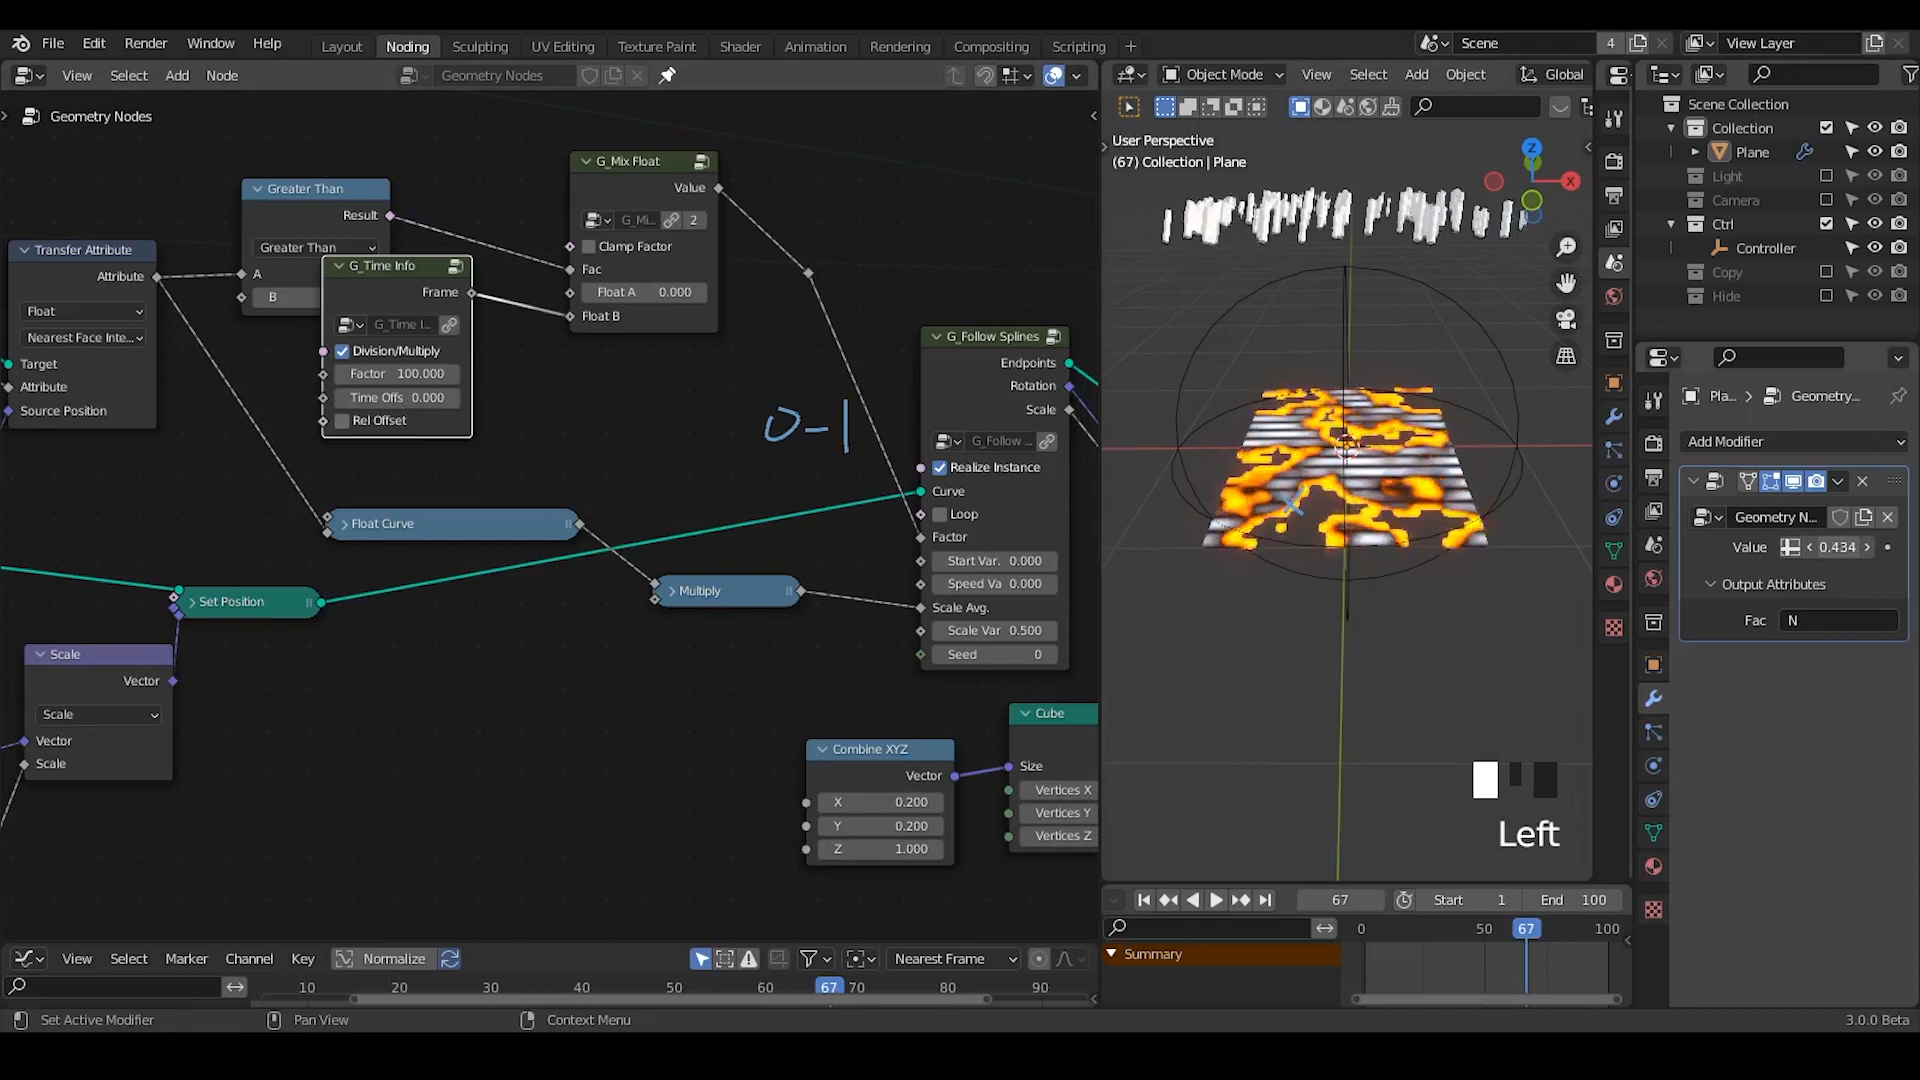 File Edit Render Window Help
Layout Noding Sculpting UV Editing Texture Paint Shader Animation Rendering Compositing Scripting +
Scene 4 View Layer
View Select Add Node Geometry Nodes
Object Mode View Select Add Object Global
Geometry Nodes
Greater Than
Result
Greater Than
A
B
Transfer Attribute
Attribute
Float
Nearest Face Inte...
Target
Attribute
Source Position
G_Time Info
Frame
G_Time I...
Division/Multiply
Factor 100.000
Time Offs 0.000
Rel Offset
G_Mix Float
Value
G_Mi... 2
Clamp Factor
Fac
Float A 0.000
Float B
0-1
G_Follow Splines
Endpoints
Rotation
Scale
G_Follow ...
Realize Instance
Curve
Loop
Factor
Start Var. 0.000
Speed Va 0.000
Scale Avg.
Scale Var 0.500
Seed 0
Float Curve
Multiply
Set Position
Scale
Vector
Scale
Vector
Scale
Combine XYZ
Vector
X 0.200
Y 0.200
Z 1.000
Cube
Size
Vertices X
Vertices Y
Vertices Z
User Perspective
(67) Collection | Plane
Z
X
Left
Scene Collection
Collection
Plane
Light
Camera
Ctrl
Controller
Copy
Hide
Pla... > Geometry...
Add Modifier
Geometry N...
Value 0.434
Output Attributes
Fac N
67 Start 1 End 100
0 50 67 100
Summary
View Select Marker Channel Key Normalize Nearest Frame
10 20 30 40 50 60 67 70 80 90
Set Active Modifier Pan View Context Menu 3.0.0 Beta